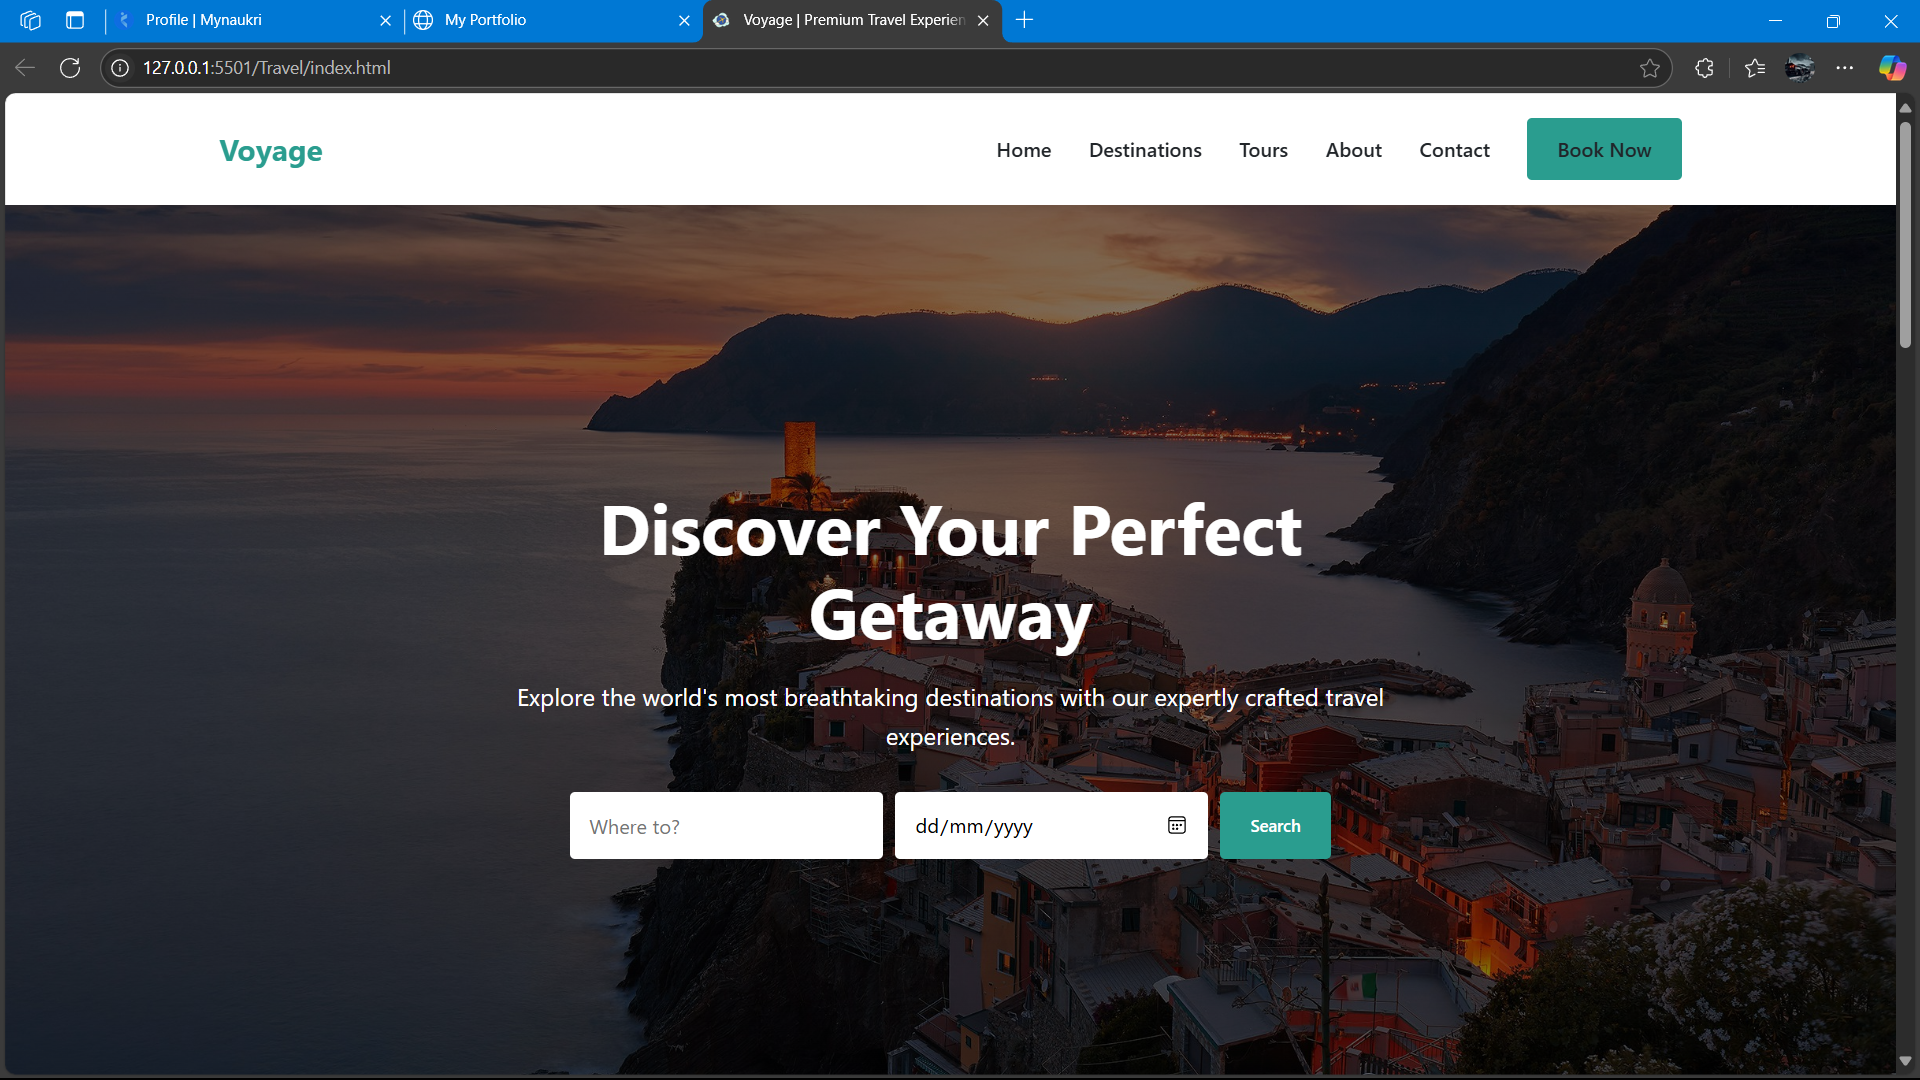 Profile | Mynaukri
My Portfolio
Voyage | Premium Travel Experien
127.0.0.1:5501/Travel/index.html
Voyage
Home
Destinations
Tours
About
Contact
Book Now
Discover Your Perfect
Getaway
Explore the world's most breathtaking destinations with our expertly crafted travel
experiences.
Where to?
dd/mm/yyyy
Search